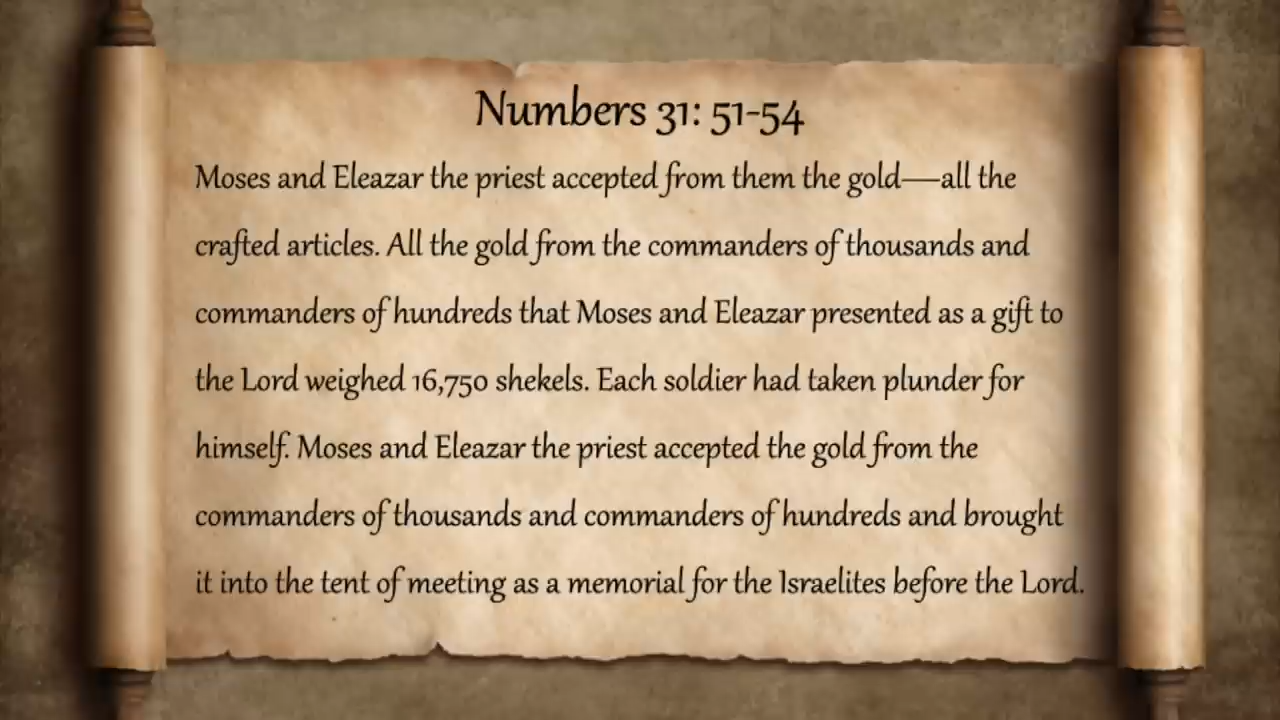 Numbers 31: 51-54
Moses and Eleazar the priest accepted from them the gold—all the
crafted articles. All the gold from the commanders of thousands and
commanders of hundreds that Moses and Eleazar presented as a gift to
the Lord weighed 16,750 shekels. Each soldier had taken plunder for
himself. Moses and Eleazar the priest accepted the gold from the
commanders of thousands and commanders of hundreds and brought
it into the tent of meeting as a memorial for the Israelites before the Lord.